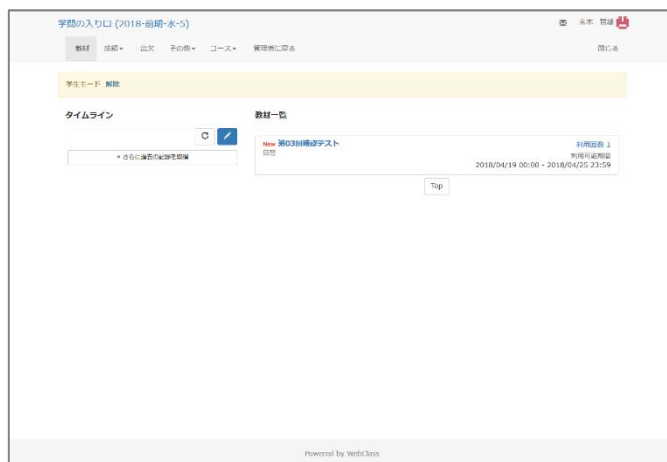 学問の入り口 (2018-前期-水-5)
末木 哲雄
教材 成績 出欠 その他 コース 管理者に戻る 閉じる
学生モード 解除
タイムライン
教材一覧
さらに過去の記録を取得
New 第03回確認テスト
利用回数 1
利用可能期間
2018/04/19 00:00 - 2018/04/25 23:59
Top
Powered by WebClass